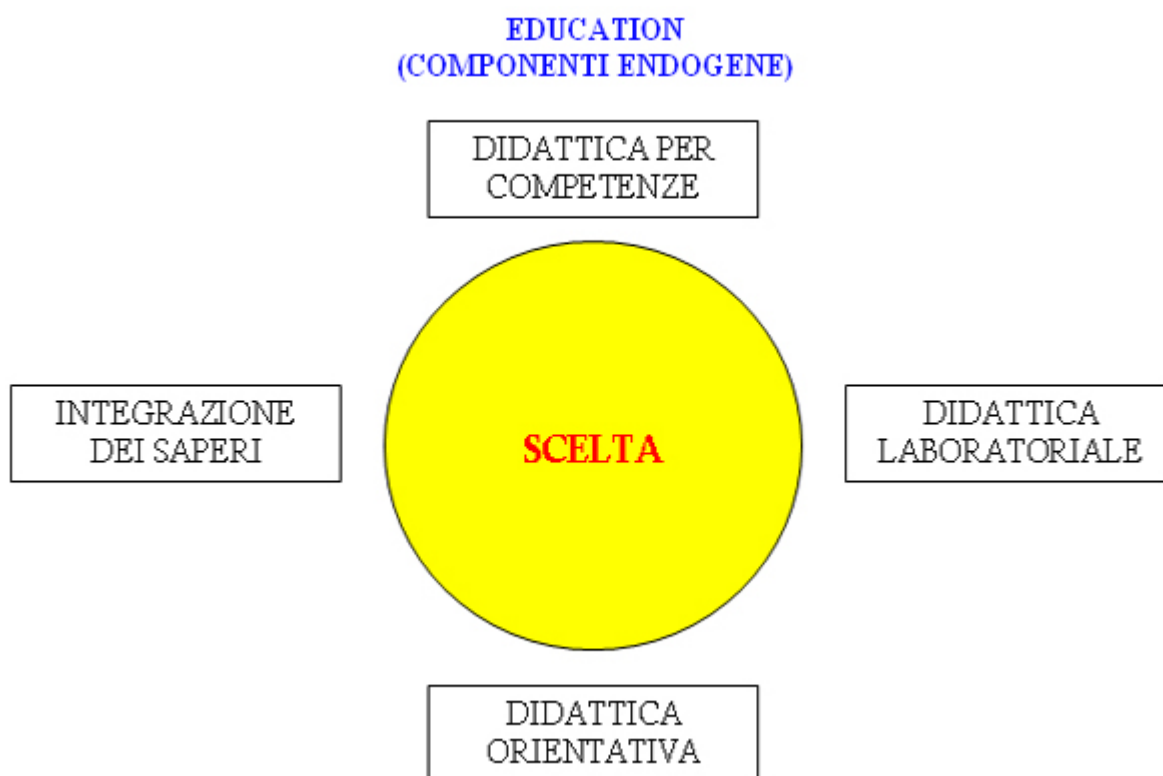 EDUCATION
(COMPONENTI ENDOGENE)
DIDATTICA PER
COMPETENZE
INTEGRAZIONE
DEI SAPERI
SCELTA
DIDATTICA
LABORATORIALE
DIDATTICA
ORIENTATIVA